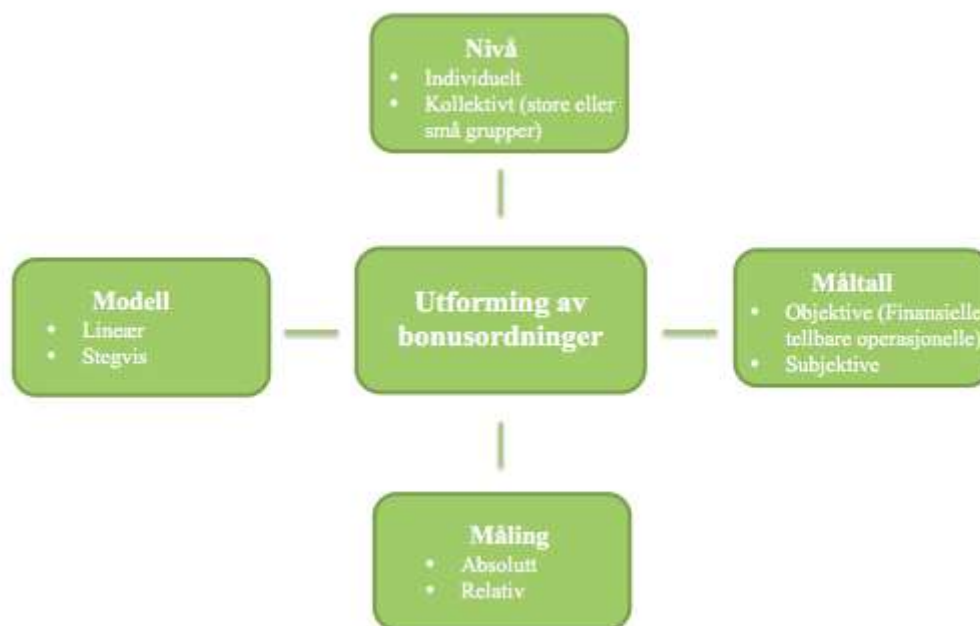 Nivå
• Individuelt
• Kollektivt (store eller
små grupper)
Modell
• Lineær
• Stegvis
Utforming av
bonusordninger
Måltall
• Objektive (Finansielle
tellbare operasjonelle)
• Subjektive
Måling
• Absolutt
• Relativ